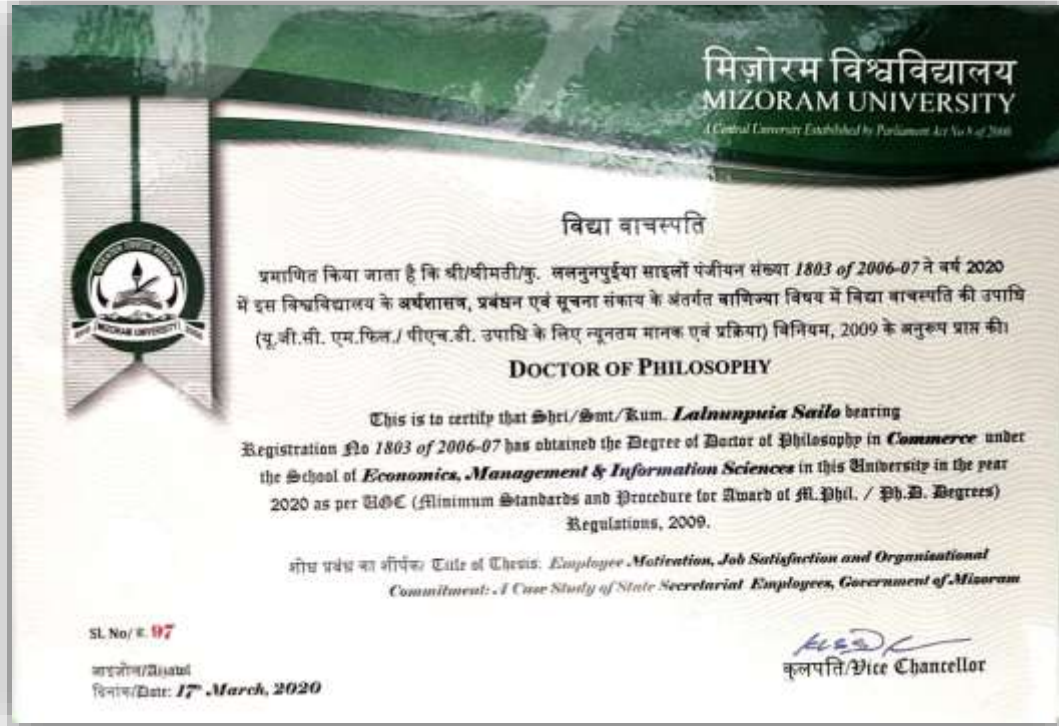 मिज़ोरम विश्वविद्यालय
MIZORAM UNIVERSITY
A Central University Established by Parliament Act No 8 of 2000
MIZORAM UNIVERSITY
विद्या वाचस्पति
प्रमाणित किया जाता है कि श्री/श्रीमती/कु. ललनुनपुईया साइलों पंजीयन संख्या 1803 of 2006-07 ने वर्ष 2020
में इस विश्वविद्यालय के अर्थशास्त्र, प्रबंधन एवं सूचना संकाय के अंतर्गत वाणिज्या विषय में विद्या वाचस्पति की उपाधि
(यू.जी.सी. एम.फिल./ पीएच.डी. उपाधि के लिए न्यूनतम मानक एवं प्रक्रिया) विनियम, 2009 के अनुरूप प्राप्त की।
DOCTOR OF PHILOSOPHY
This is to certify that Shri/Smt/Kum. Lalnunpuia Sailo bearing
Registration No 1803 of 2006-07 has obtained the Degree of Doctor of Philosophy in Commerce under
the School of Economics, Management & Information Sciences in this University in the year
2020 as per UGC (Minimum Standards and Procedure for Award of M.Phil. / Ph.D. Degrees)
Regulations, 2009.
शोध प्रबंध का शीर्षक/ Title of Thesis: Employee Motivation, Job Satisfaction and Organisational
Commitment: A Case Study of State Secretariat Employees, Government of Mizoram
Sl. No/ क्र. 97
आइजोल/Aizawl
दिनांक/Date: 17th March, 2020
कुलपति/Vice Chancellor